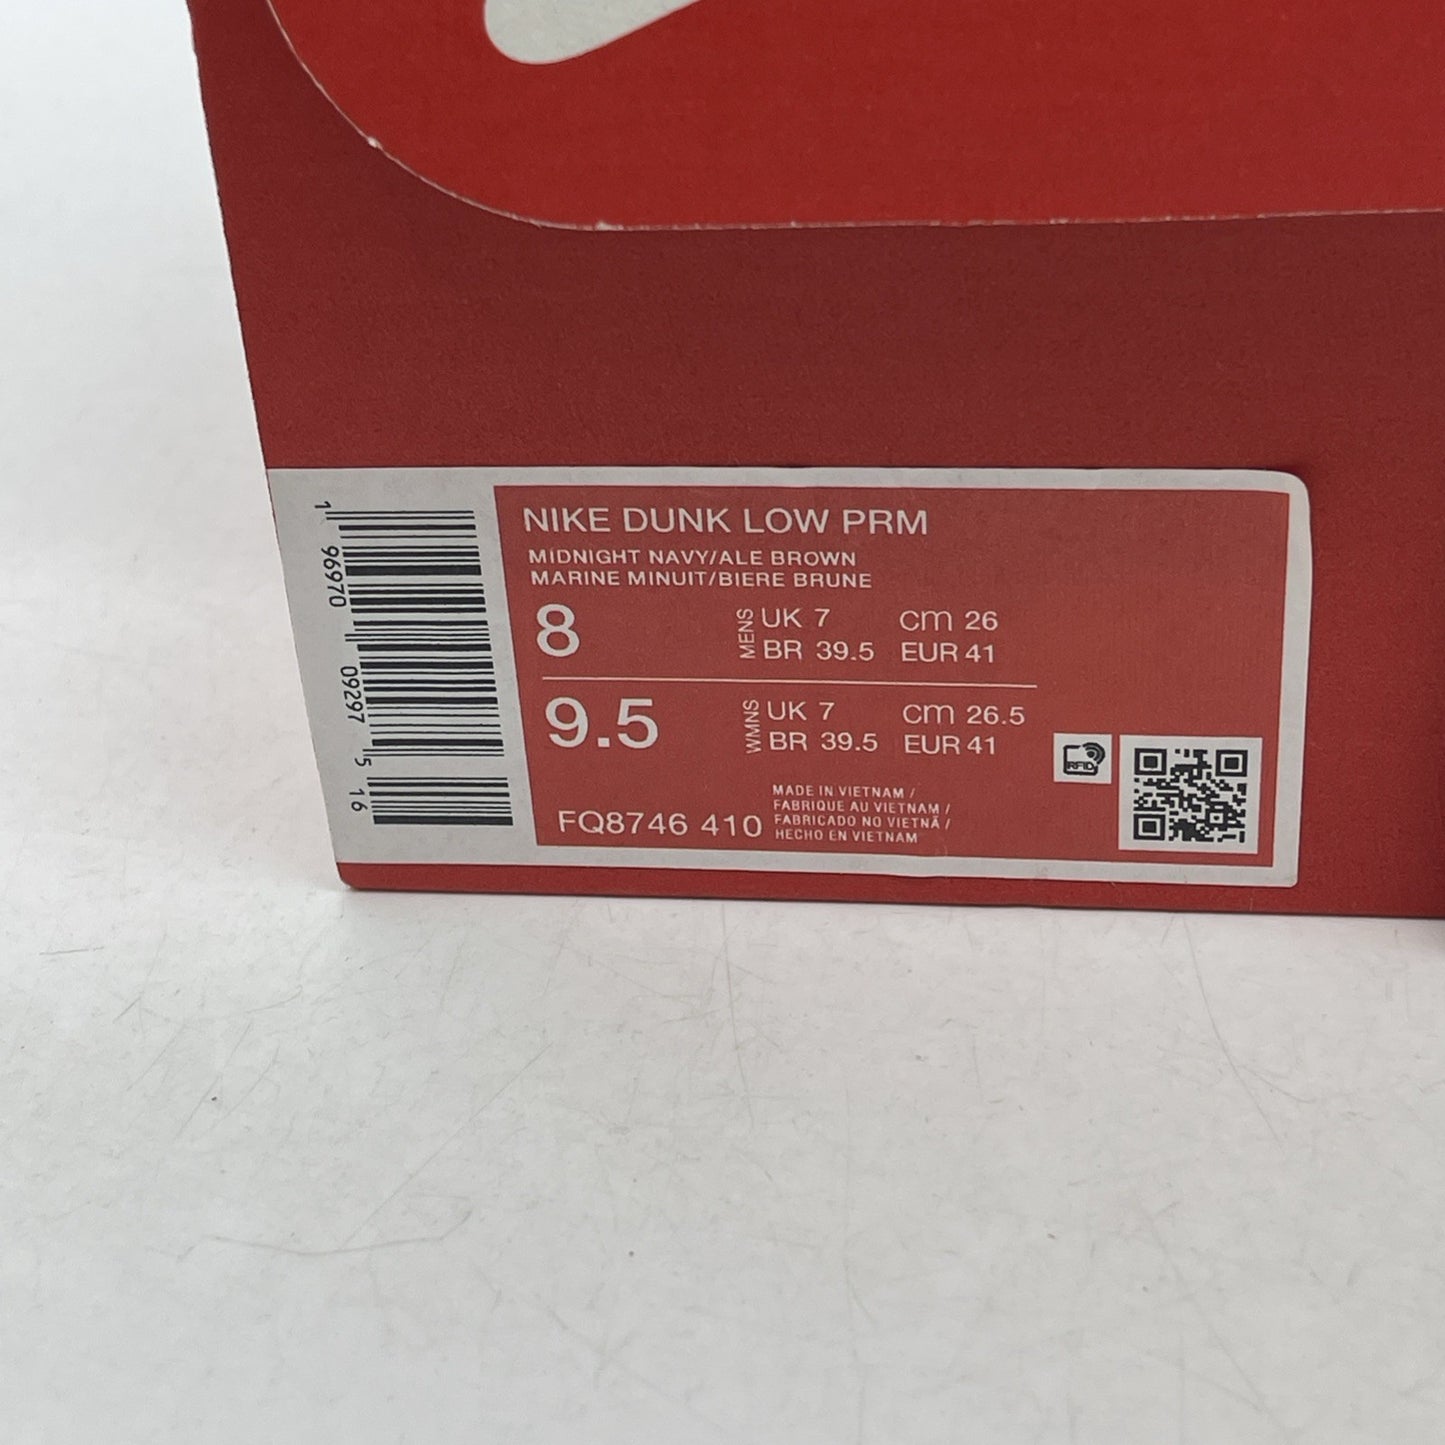 NIKE DUNK LOW PRM
MIDNIGHT NAVY/ALE BROWN
MARINE MINUIT/BIERE BRUNE
8
MENS
UK 7 cm 26
BR 39.5 EUR 41
9.5
WMNS
UK 7 cm 26.5
BR 39.5 EUR 41
FQ8746 410
MADE IN VIETNAM /
FABRIQUE AU VIETNAM /
FABRICADO NO VIETNÃ /
HECHO EN VIETNAM
RFID
1 96970 09297 5 16